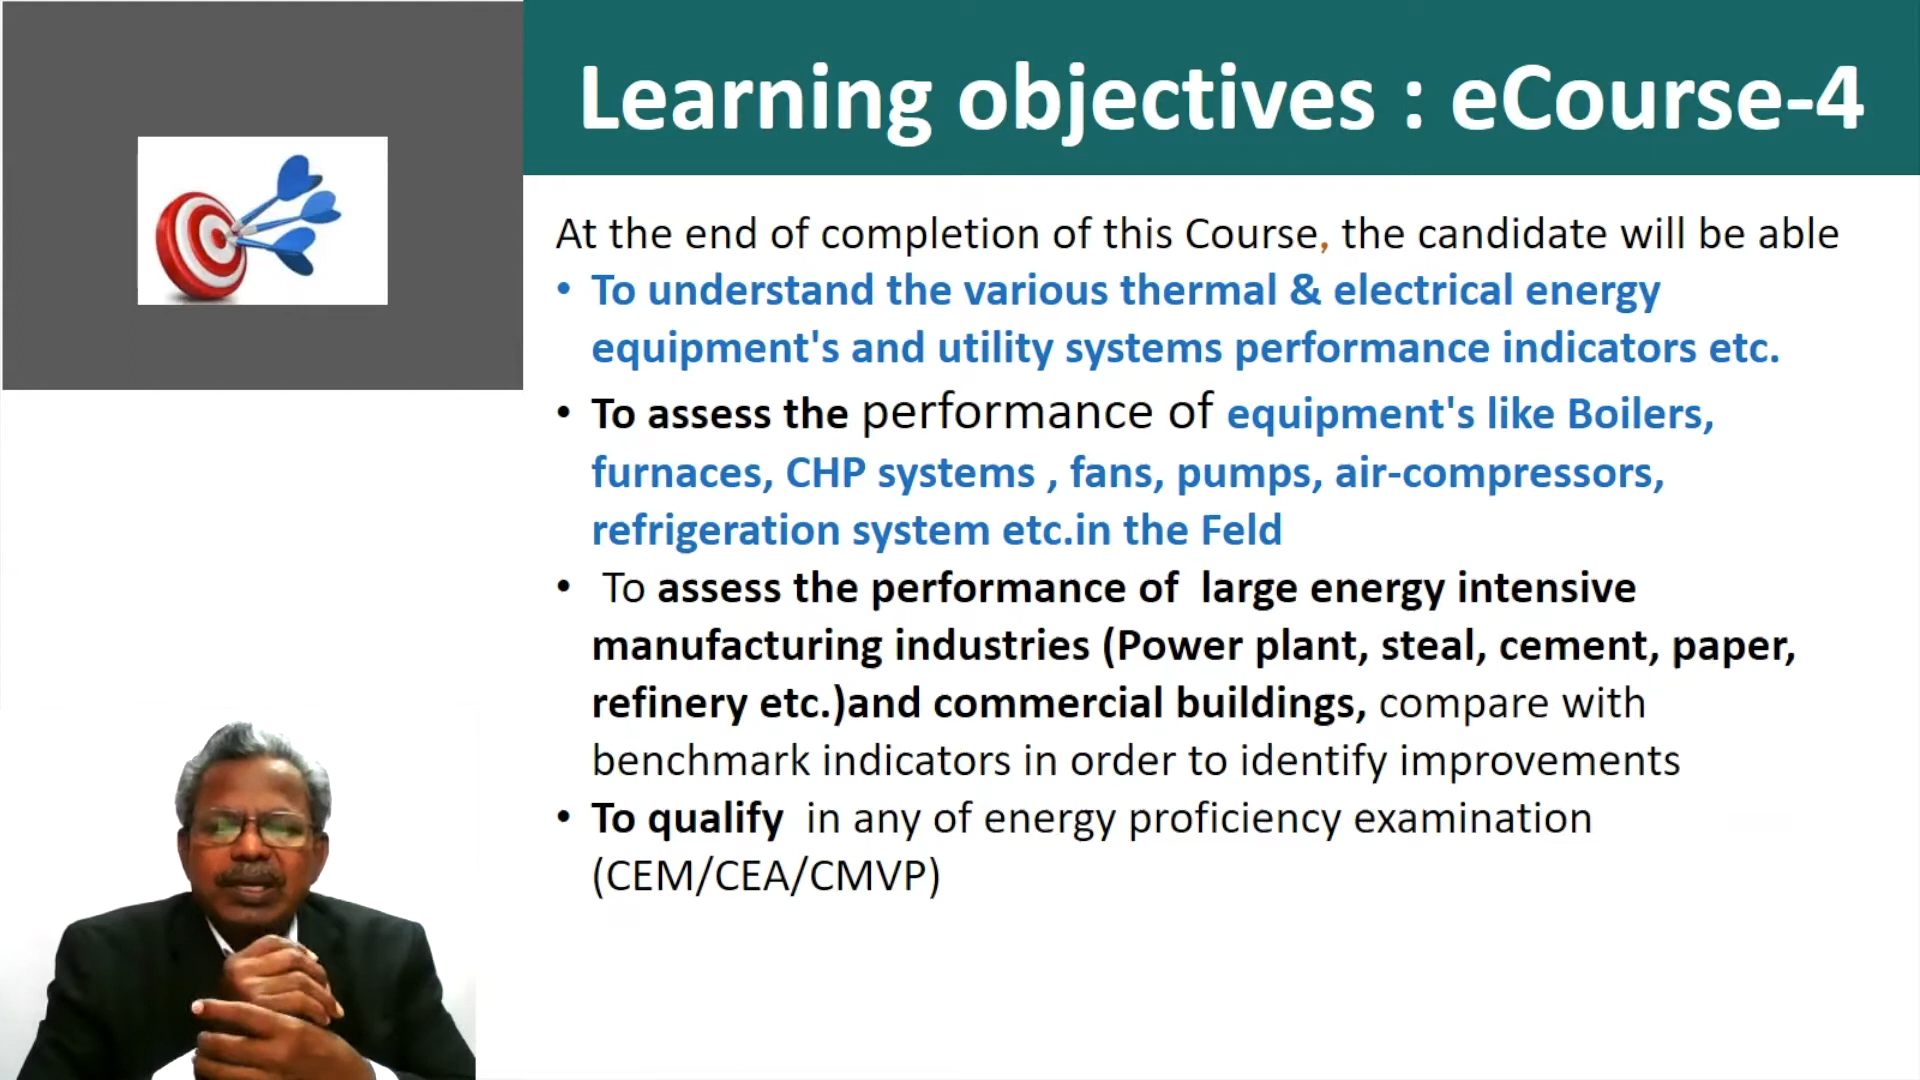 Learning objectives : eCourse-4
At the end of completion of this Course, the candidate will be able
• To understand the various thermal & electrical energy
equipment's and utility systems performance indicators etc.
• To assess the performance of equipment's like Boilers,
furnaces, CHP systems , fans, pumps, air-compressors,
refrigeration system etc.in the Feld
• To assess the performance of large energy intensive
manufacturing industries (Power plant, steal, cement, paper,
refinery etc.)and commercial buildings, compare with
benchmark indicators in order to identify improvements
• To qualify in any of energy proficiency examination
(CEM/CEA/CMVP)